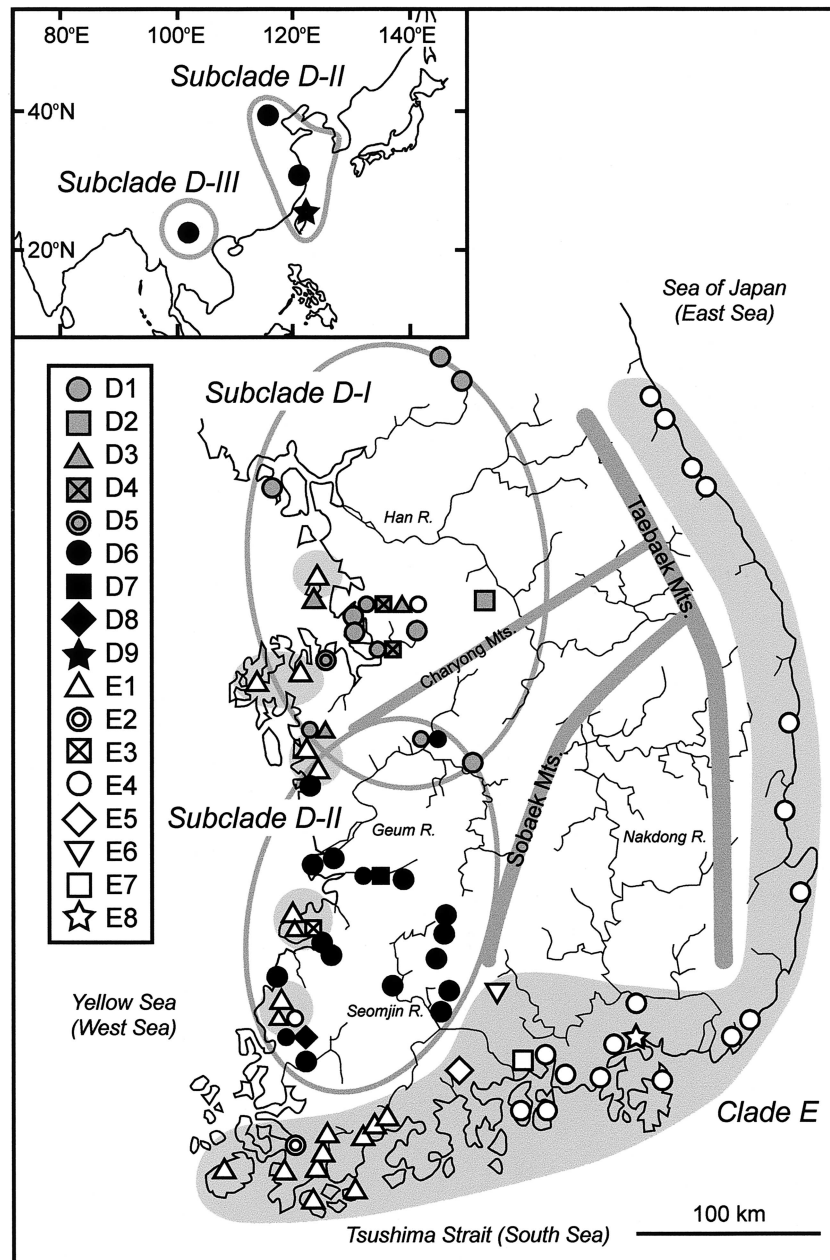 80°E 100°E 120°E 140°E
Subclade D-II
40°N
Subclade D-III
20°N
Sea of Japan
(East Sea)
Subclade D-I
D1
D2
D3
D4
D5
D6
D7
D8
D9
E1
E2
E3
E4
E5
E6
E7
E8
Han R.
Taebaek Mts.
Charyong Mts.
Subclade D-II
Geum R.
Sobaek Mts.
Nakdong R.
Yellow Sea
(West Sea)
Seomjin R.
Clade E
100 km
Tsushima Strait (South Sea)